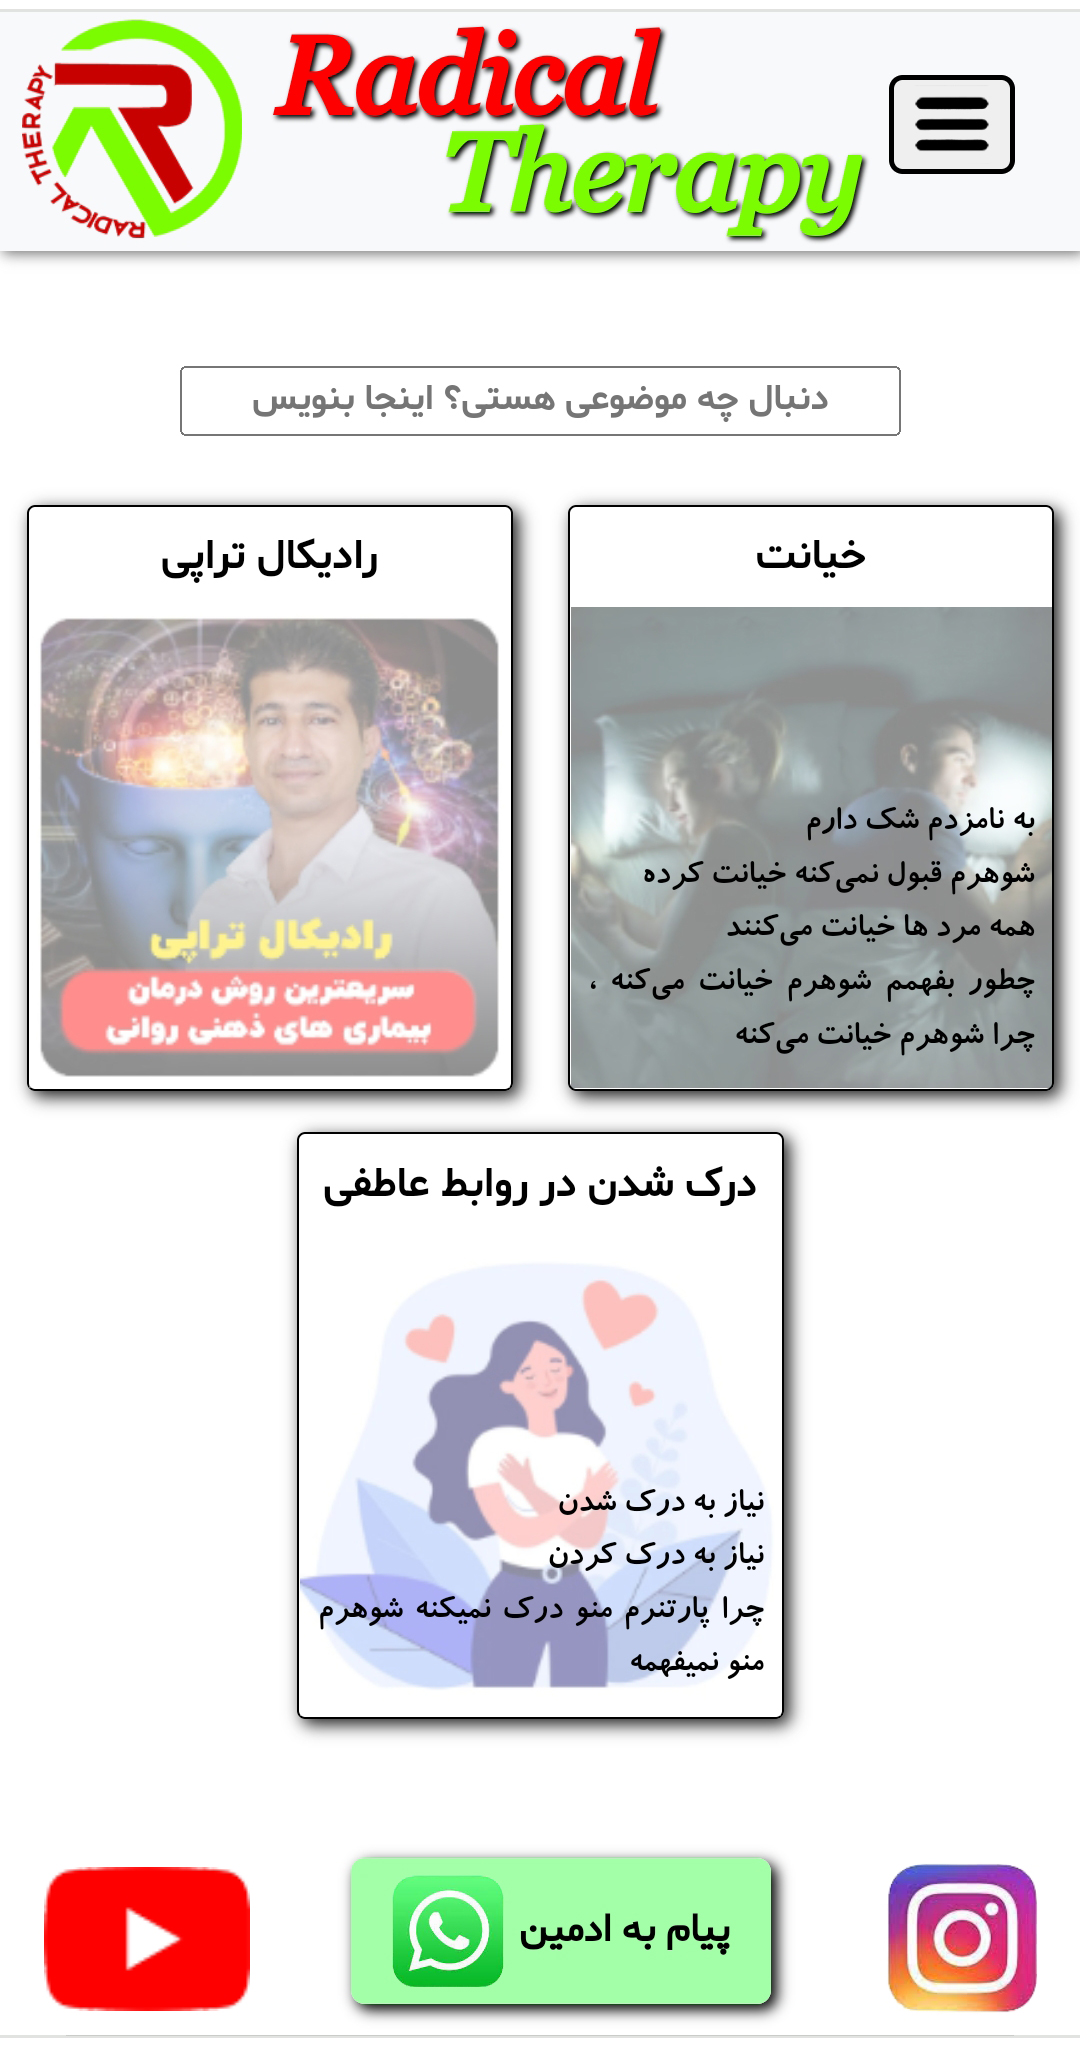 RADICAL THERAPY
Radical
Therapy
دنبال چه موضوعی هستی؟ اینجا بنویس
خیانت
به نامزدم شک دارم
شوهرم قبول نمی‌کنه خیانت کرده
همه مرد ها خیانت می‌کنند
چطور بفهمم شوهرم خیانت می‌کنه ،
چرا شوهرم خیانت می‌کنه
رادیکال تراپی
رادیکال تراپی
سریعترین روش درمان
بیماری های ذهنی روانی
درک شدن در روابط عاطفی
نیاز به درک شدن
نیاز به درک کردن
چرا پارتنرم منو درک نمیکنه شوهرم
منو نمیفهمه
پیام به ادمین